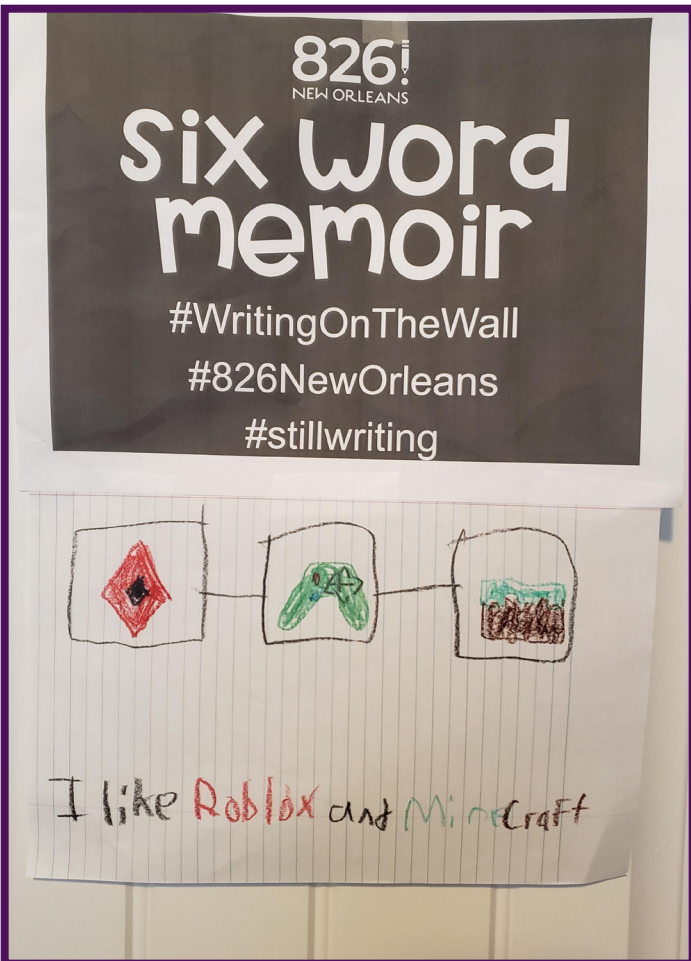 826!
NEW ORLEANS
six word
memoir
#WritingOnTheWall
#826NewOrleans
#stillwriting
I like Roblox and MineCraft